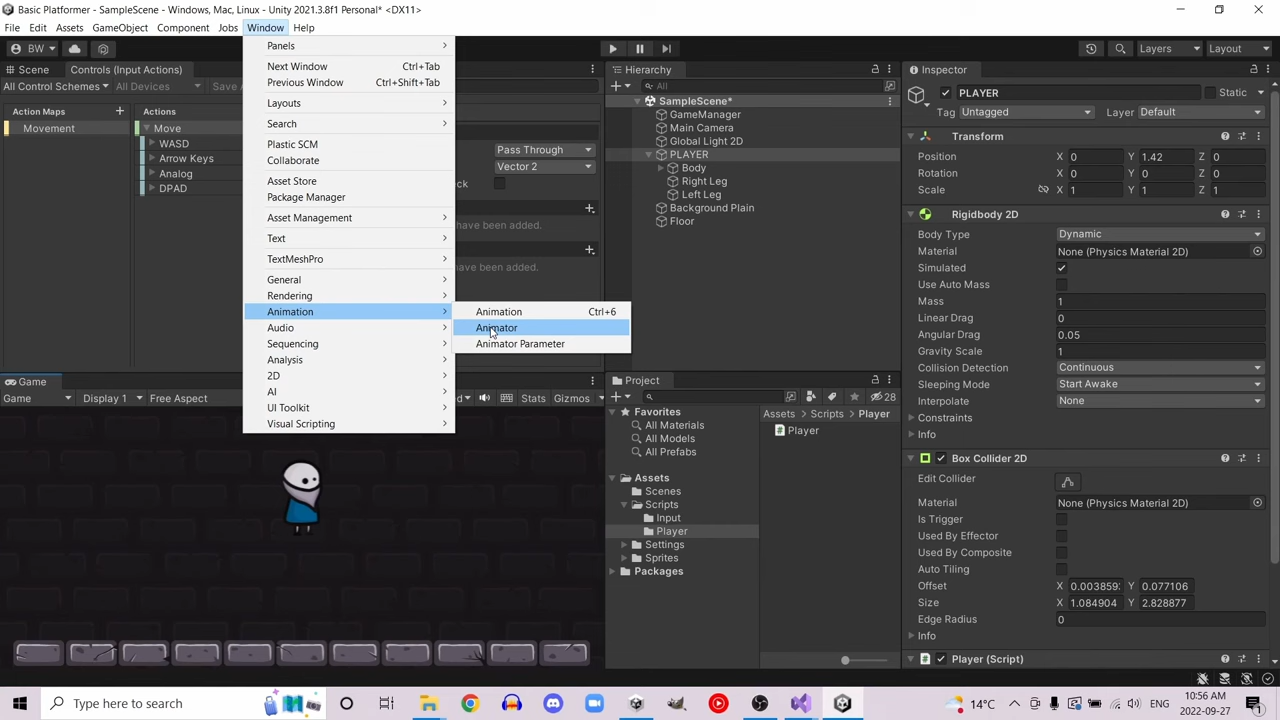 Basic Platformer - SampleScene - Windows, Mac, Linux - Unity 2021.3.8f1 Personal* <DX11>
File Edit Assets GameObject Component Jobs Window Help
BW
Layers
Layout
Scene
Controls (Input Actions)
All Control Schemes
All Devices
Save A
Action Maps
Actions
Movement
Move
WASD
Arrow Keys
Analog
DPAD
Pass Through
Vector 2
ck
have been added.
have been added.
Panels
Next Window Ctrl+Tab
Previous Window Ctrl+Shift+Tab
Layouts
Search
Plastic SCM
Collaborate
Asset Store
Package Manager
Asset Management
Text
TextMeshPro
General
Rendering
Animation
Audio
Sequencing
Analysis
2D
AI
UI Toolkit
Visual Scripting
Animation Ctrl+6
Animator
Animator Parameter
Game
Game
Display 1
Free Aspect
Stats
Gizmos
Hierarchy
All
SampleScene*
GameManager
Main Camera
Global Light 2D
PLAYER
Body
Right Leg
Left Leg
Background Plain
Floor
Project
28
Favorites
All Materials
All Models
All Prefabs
Assets
Scenes
Scripts
Input
Player
Settings
Sprites
Packages
Assets Scripts Player
Player
Inspector
PLAYER Static
Tag Untagged Layer Default
Transform
Position X 0 Y 1.42 Z 0
Rotation X 0 Y 0 Z 0
Scale X 1 Y 1 Z 1
Rigidbody 2D
Body Type Dynamic
Material None (Physics Material 2D)
Simulated
Use Auto Mass
Mass 1
Linear Drag 0
Angular Drag 0.05
Gravity Scale 1
Collision Detection Continuous
Sleeping Mode Start Awake
Interpolate None
Constraints
Info
Box Collider 2D
Edit Collider
Material None (Physics Material 2D)
Is Trigger
Used By Effector
Used By Composite
Auto Tiling
Offset X 0.003859 Y 0.077106
Size X 1.084904 Y 2.828877
Edge Radius 0
Info
Player (Script)
Type here to search
14°C
10:56 AM
2022-09-27